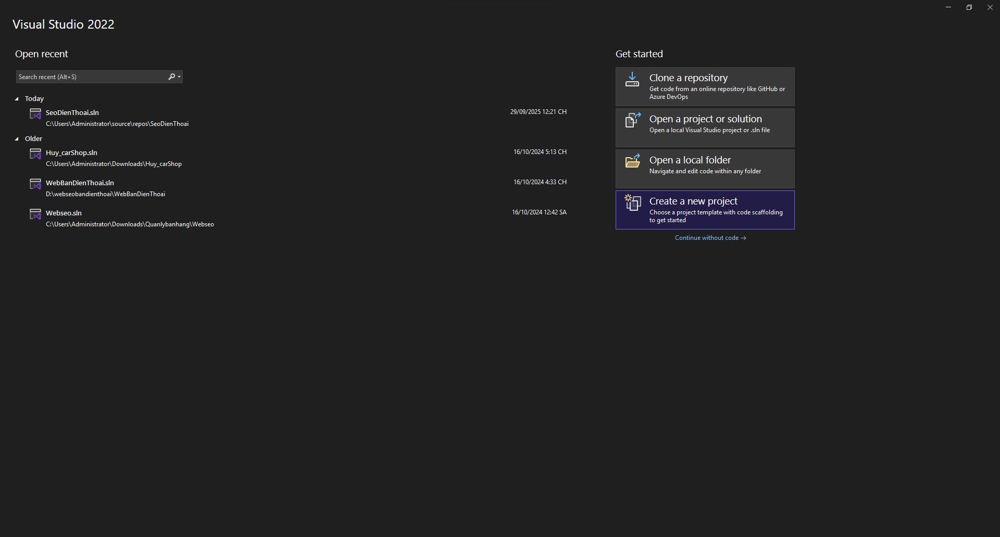 Visual Studio 2022
Open recent
Search recent (Alt+S)
Today
SeoDienThoai.sln
29/09/2025 12:21 CH
C:\Users\Administrator\source\repos\SeoDienThoai
Older
Huy_carShop.sln
16/10/2024 5:13 CH
C:\Users\Administrator\Downloads\Huy_carShop
WebBanDienThoai.sln
16/10/2024 4:33 CH
D:\webseobandienthoai\WebBanDienThoai
Webseo.sln
16/10/2024 12:42 SA
C:\Users\Administrator\Downloads\Quanlybanhang\Webseo
Get started
Clone a repository
Get code from an online repository like GitHub or
Azure DevOps
Open a project or solution
Open a local Visual Studio project or .sln file
Open a local folder
Navigate and edit code within any folder
Create a new project
Choose a project template with code scaffolding
to get started
Continue without code →